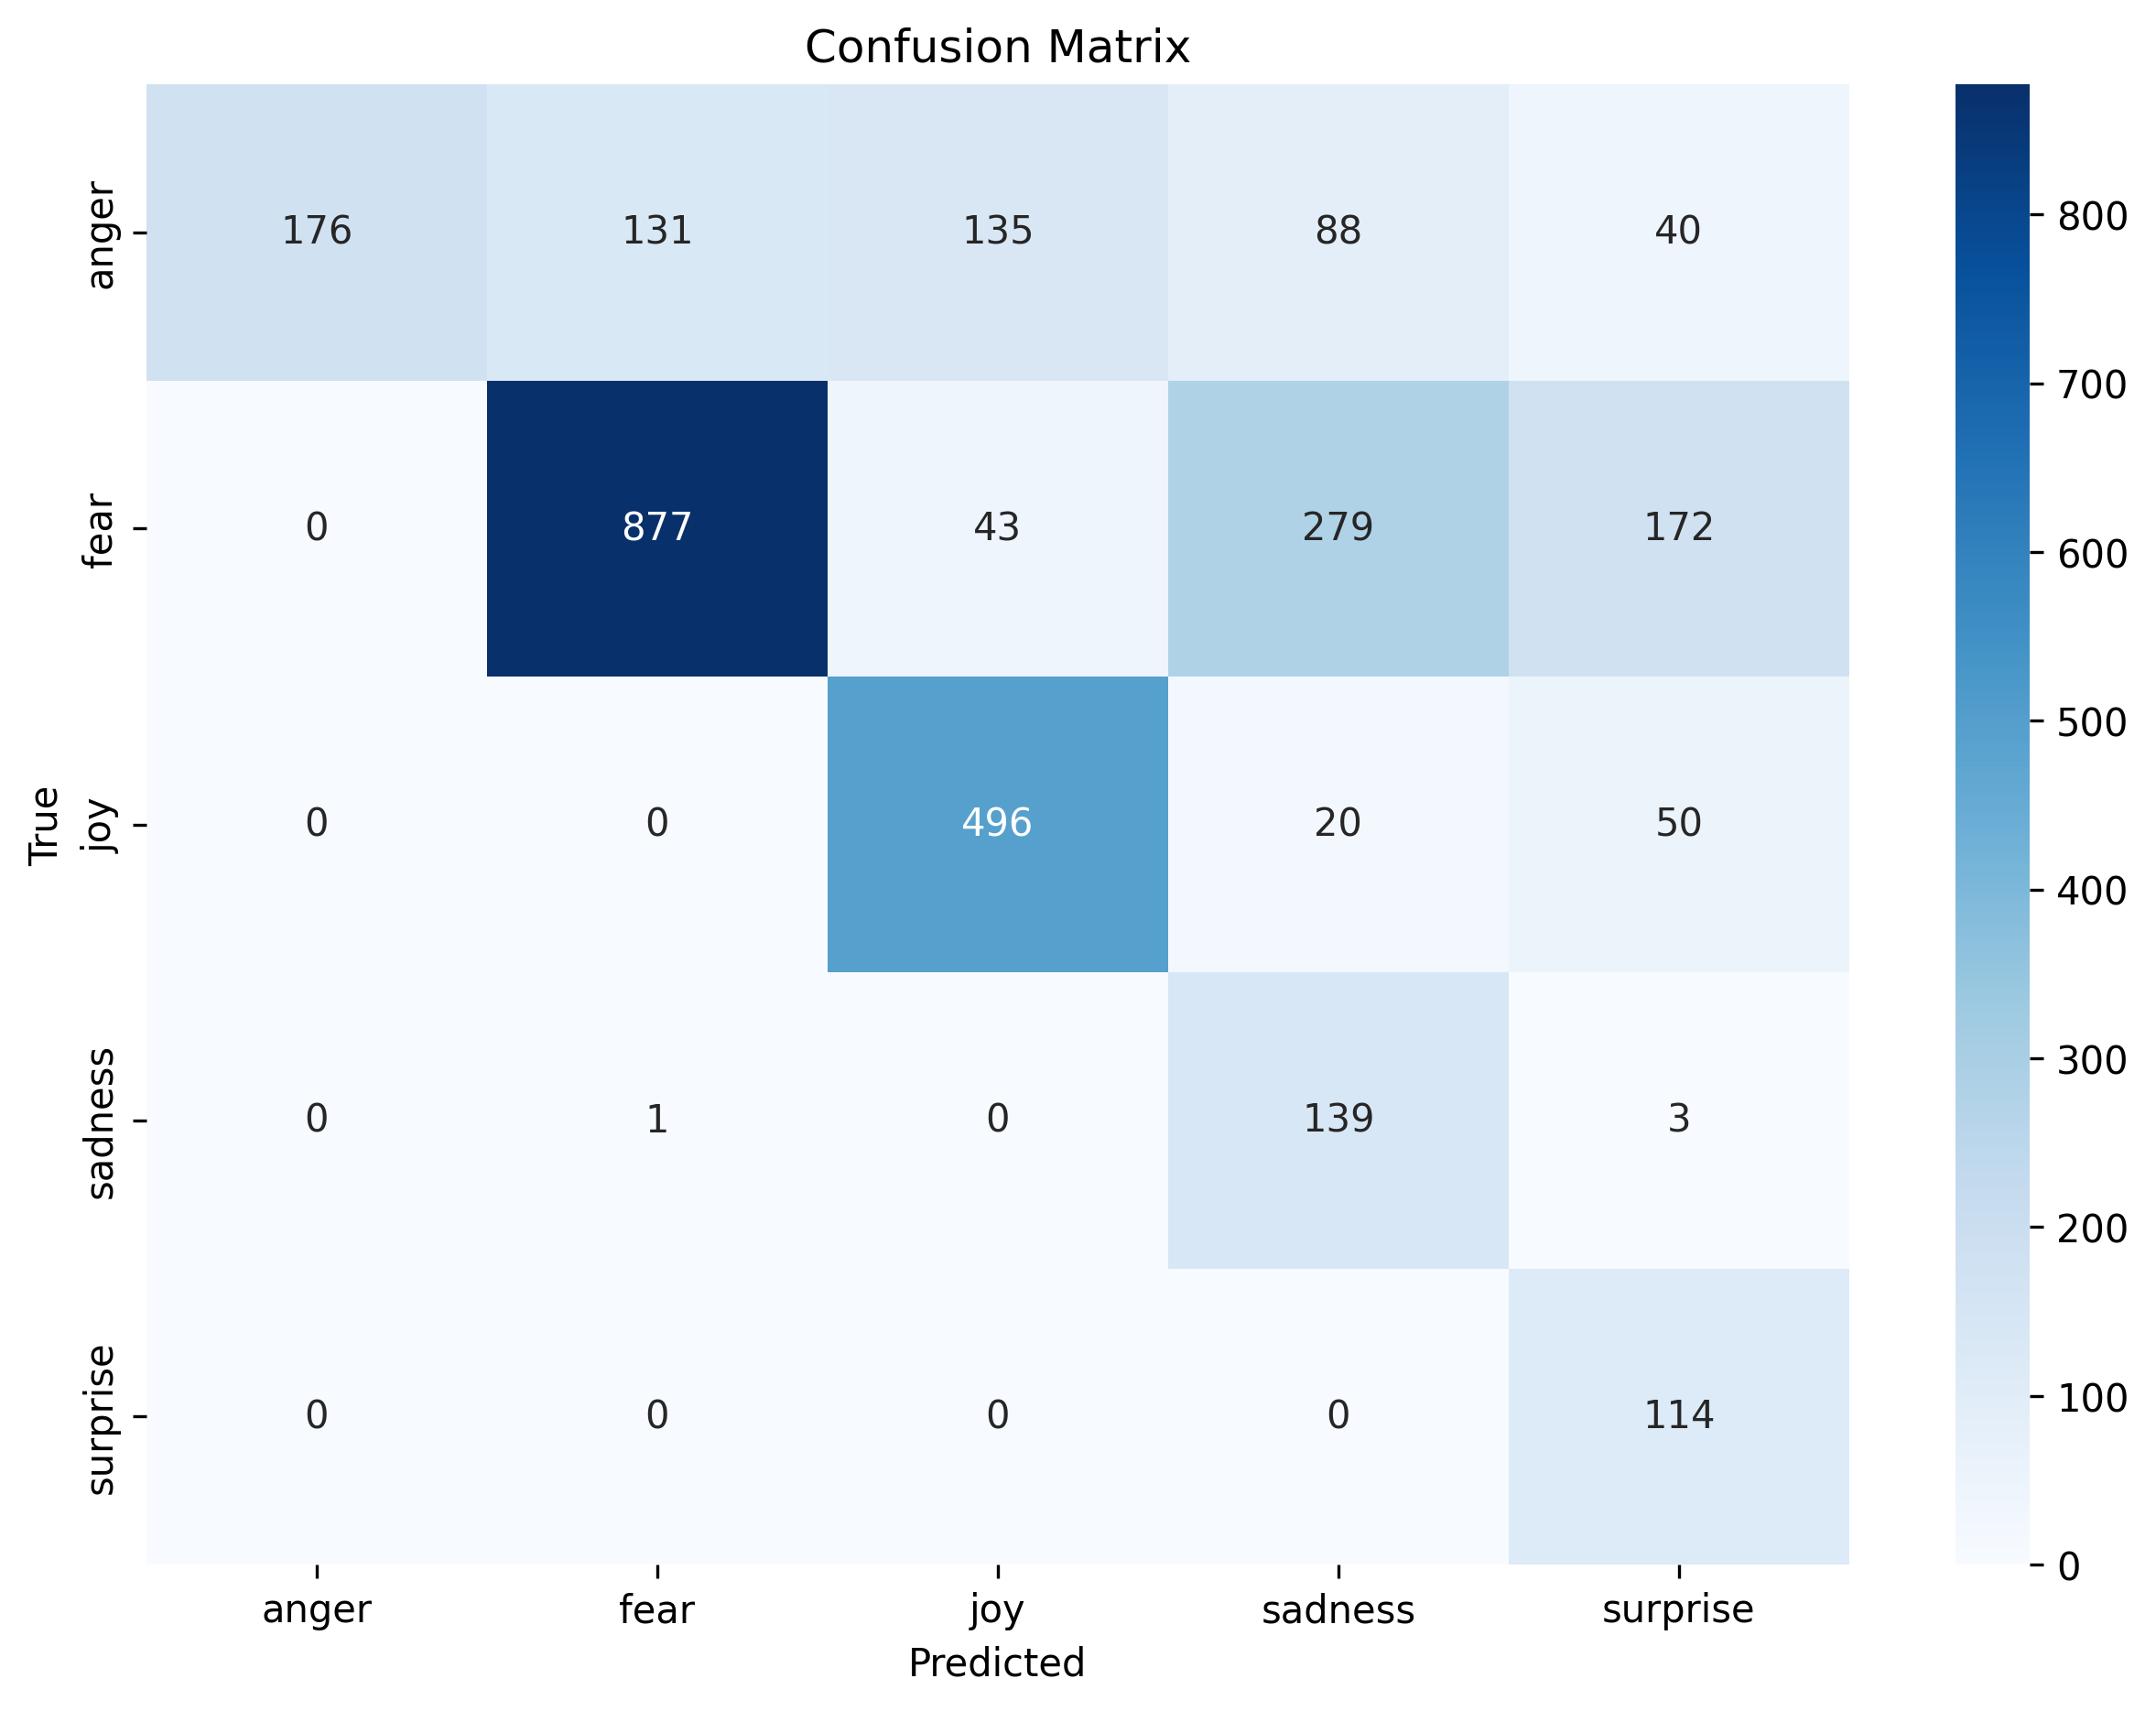 Confusion Matrix
anger 176 131 135 88 40
fear 0 877 43 279 172
joy 0 0 496 20 50
sadness 0 1 0 139 3
surprise 0 0 0 0 114
True
anger fear joy sadness surprise
Predicted
800
700
600
500
400
300
200
100
0